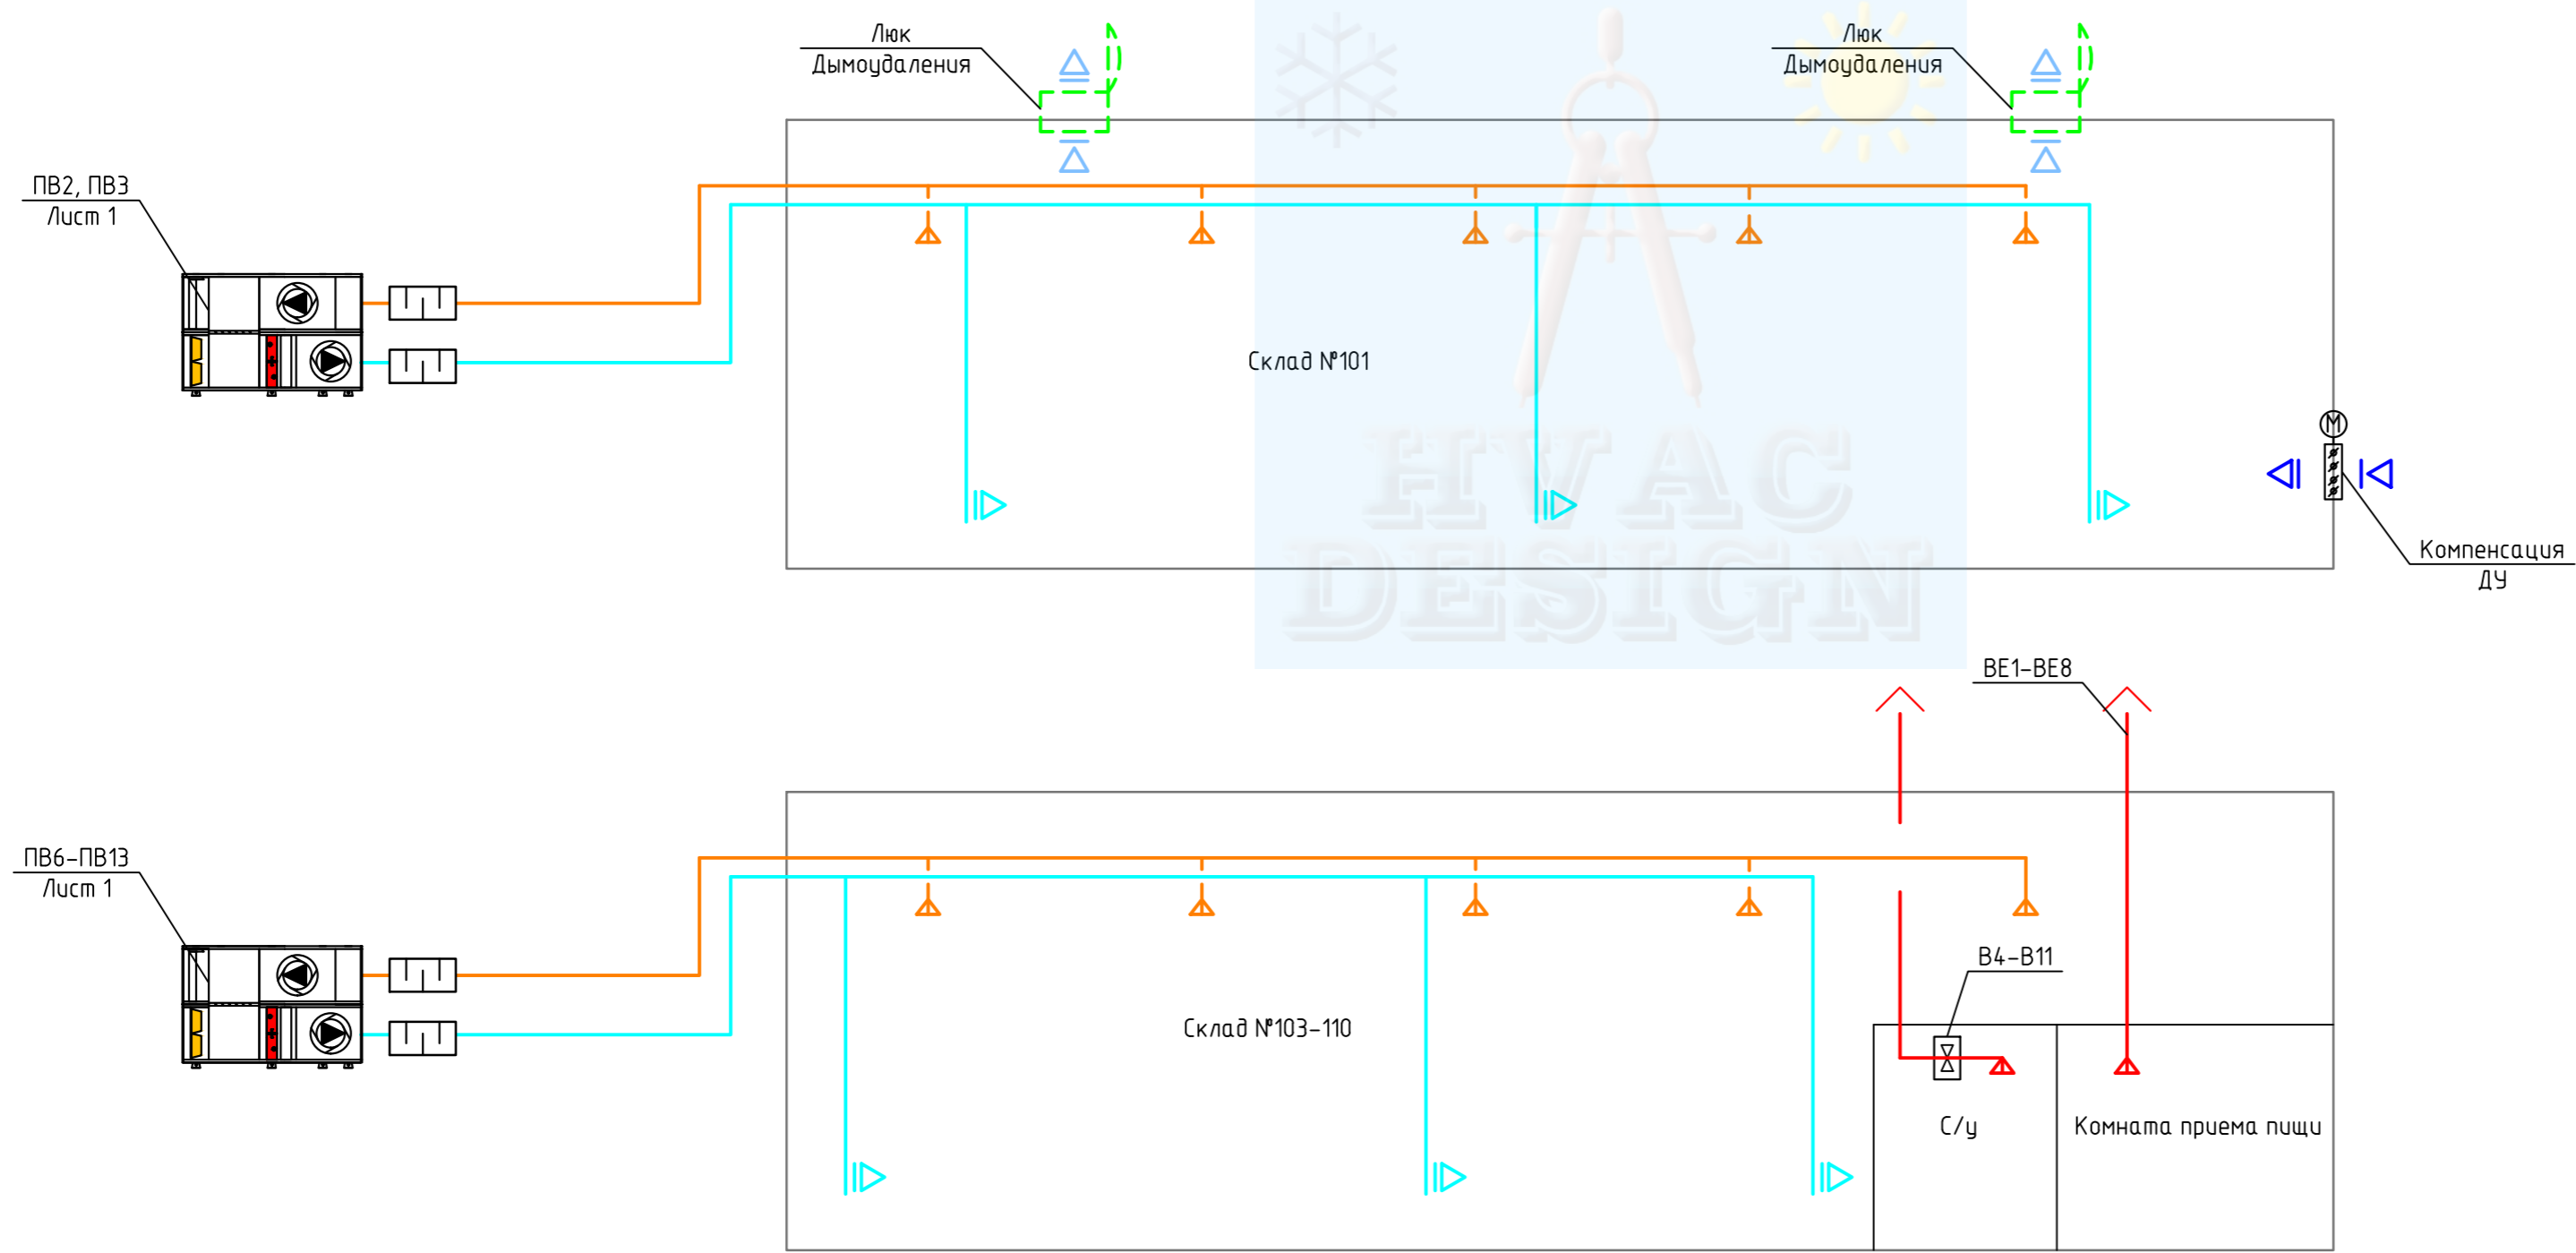 Люк
Дымоудаления
Люк
Дымоудаления
ПВ2, ПВ3
Лист 1
Склад №101
М
Компенсация
ДУ
HVAC
DESIGN
ВЕ1-ВЕ8
ПВ6-ПВ13
Лист 1
В4-В11
Склад №103-110
С/у
Комната приема пищи